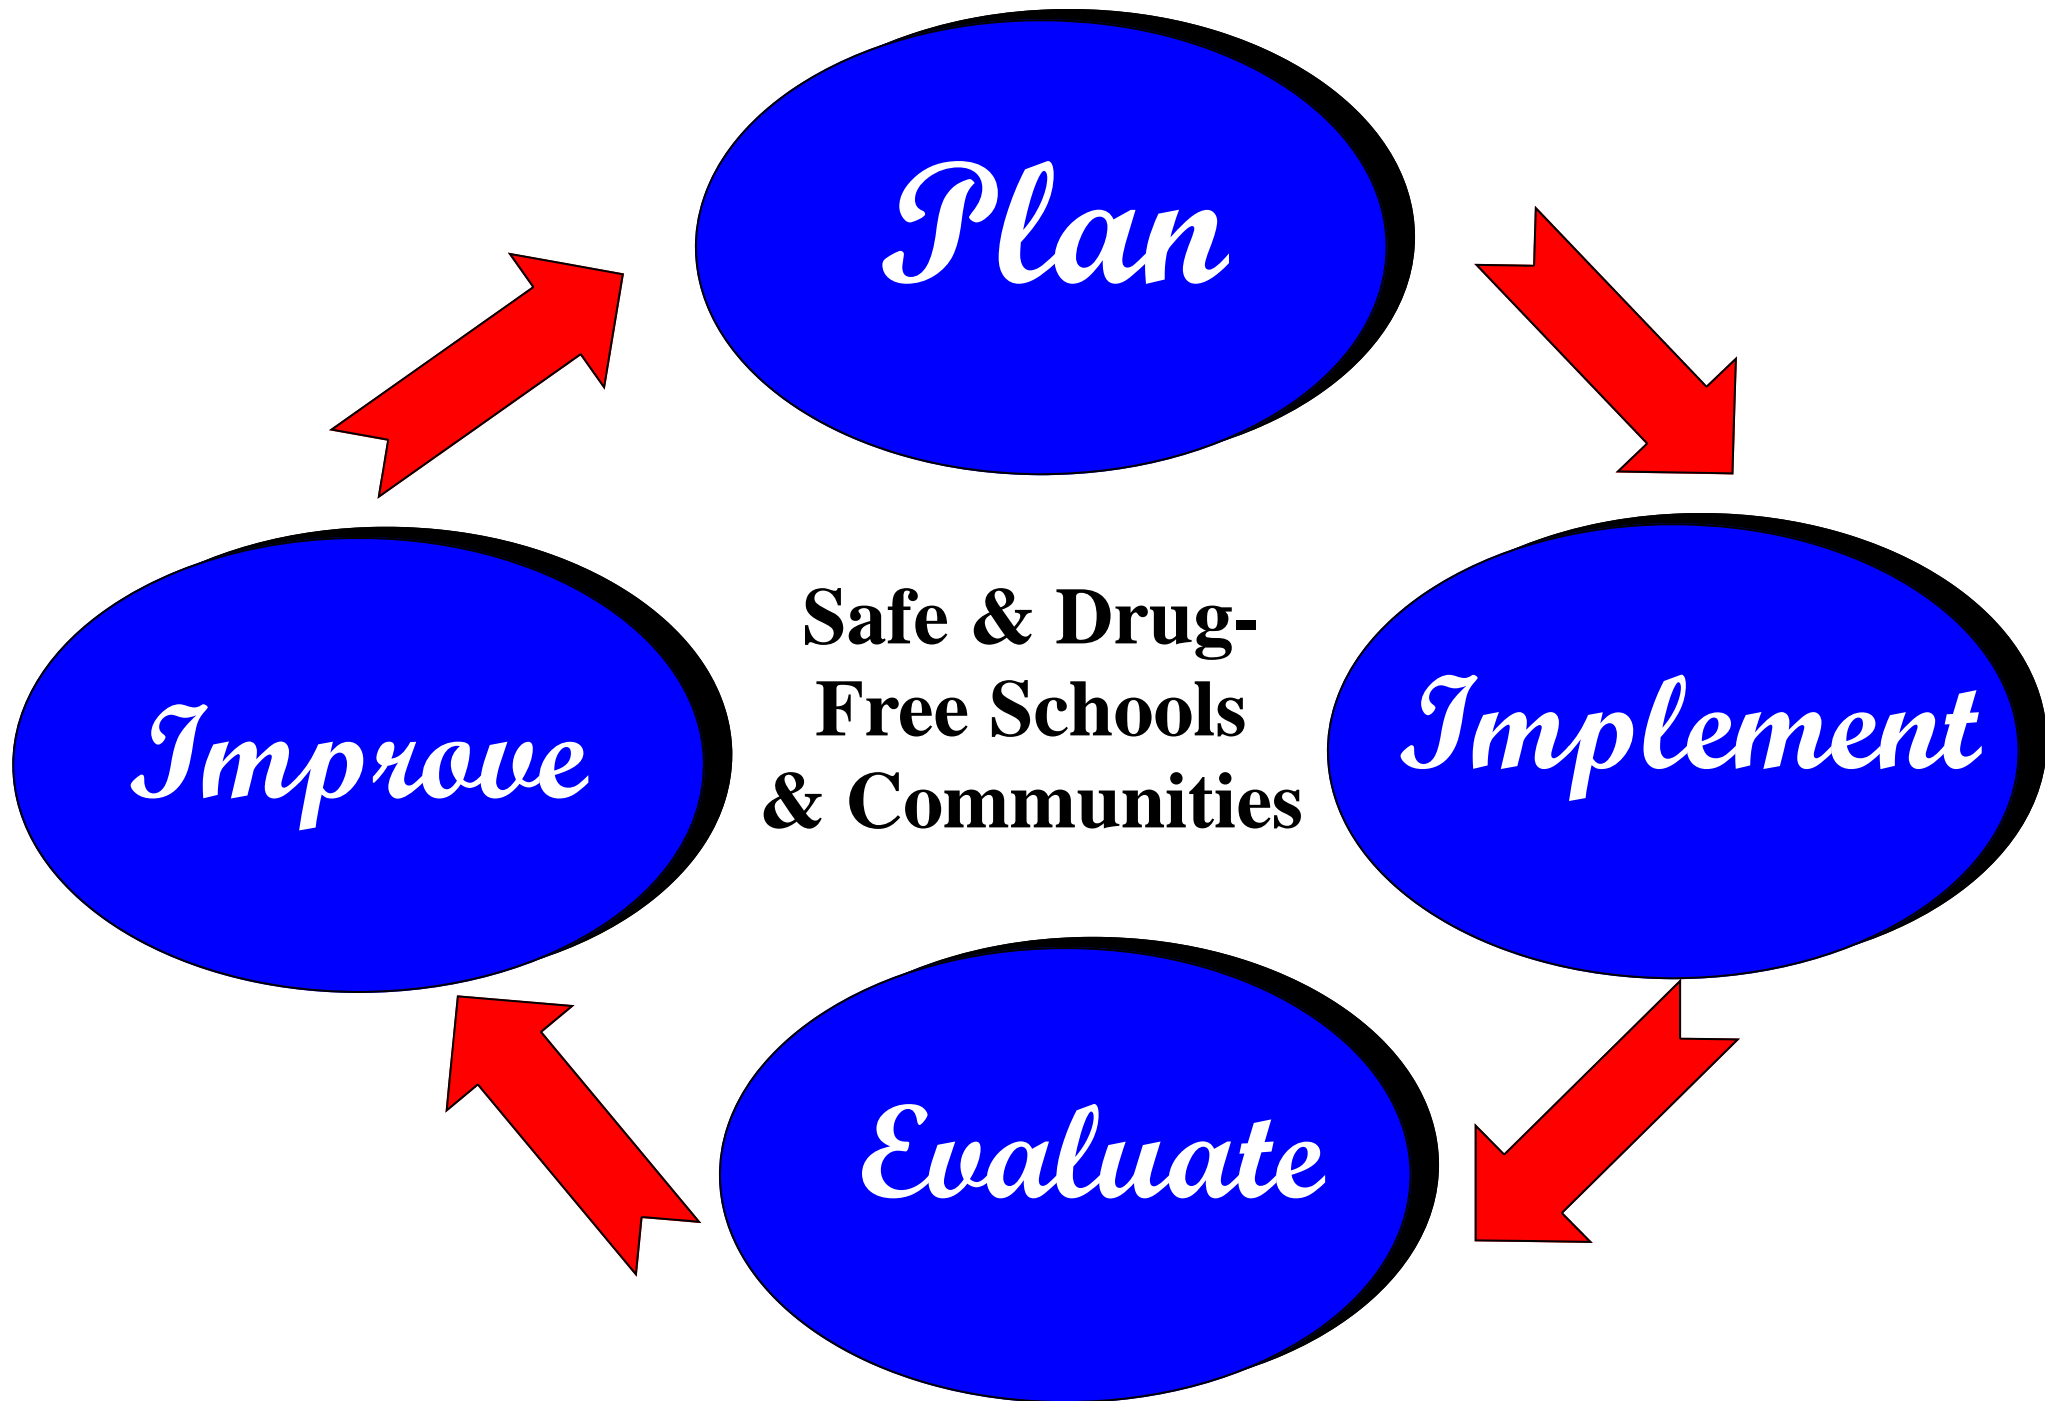 Plan
Safe & Drug-
Free Schools
& Communities
Improve
Implement
Evaluate